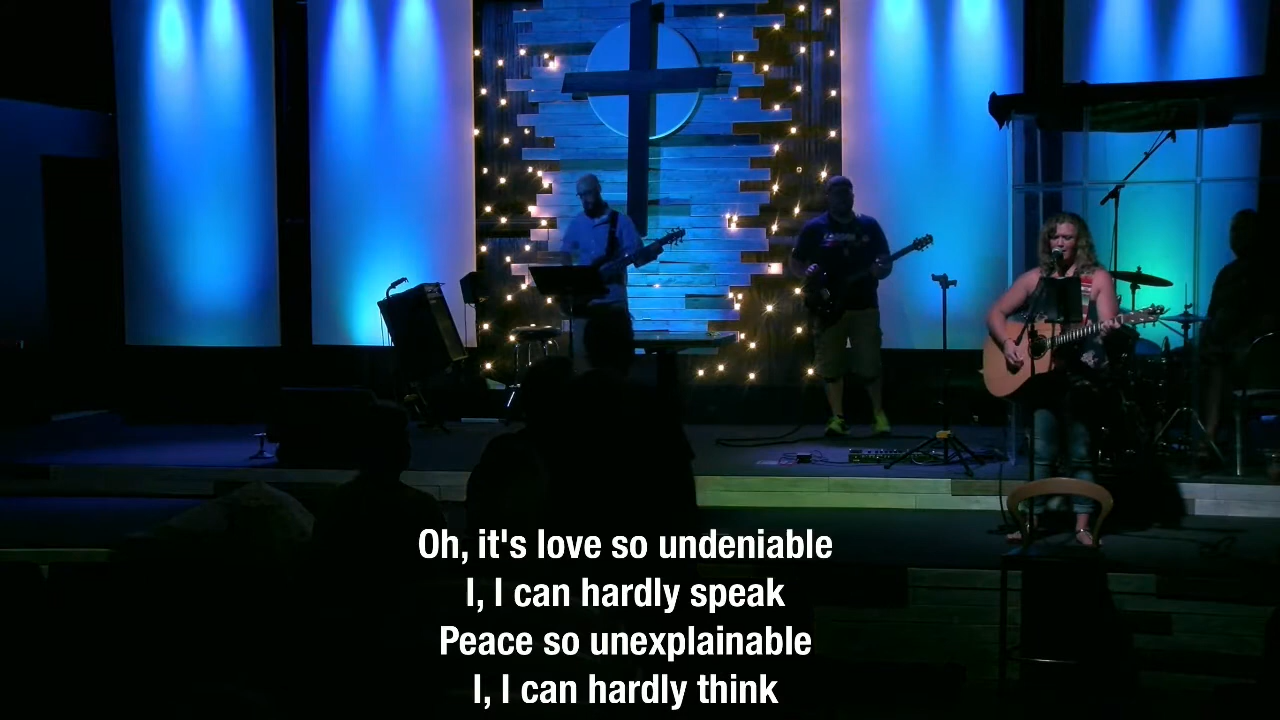 Oh, it's love so undeniable
I, I can hardly speak
Peace so unexplainable
I, I can hardly think